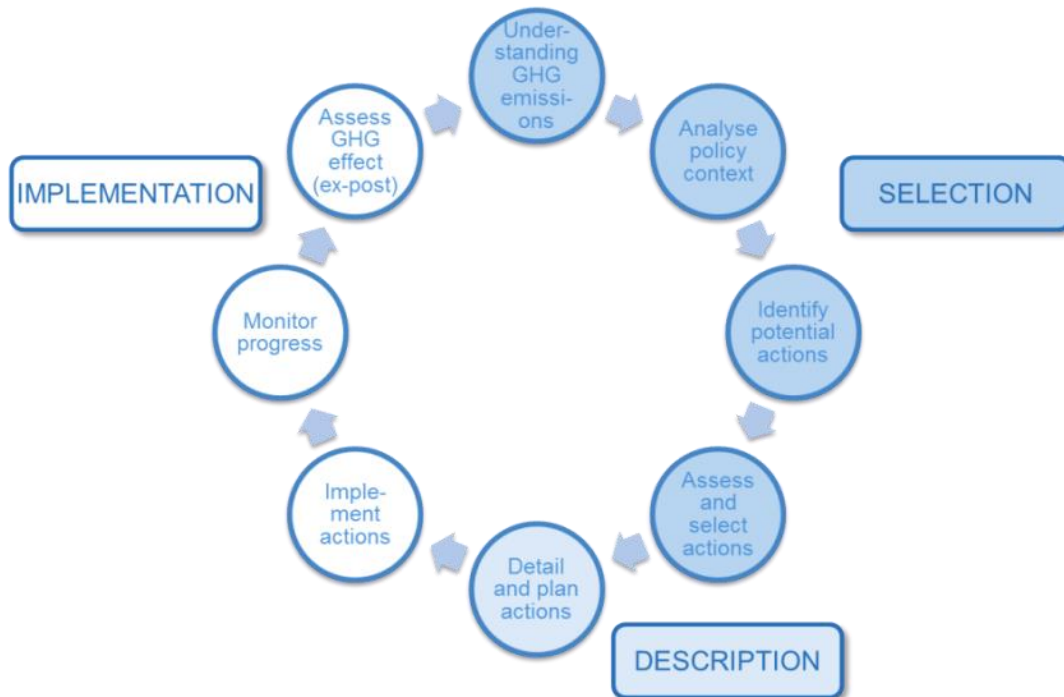 Under-
standing
GHG
emissi-
ons
Analyse
policy
context
SELECTION
Identify
potential
actions
Assess
and
select
actions
Detail
and plan
actions
DESCRIPTION
Imple-
ment
actions
Monitor
progress
Assess
GHG
effect
(ex-post)
IMPLEMENTATION